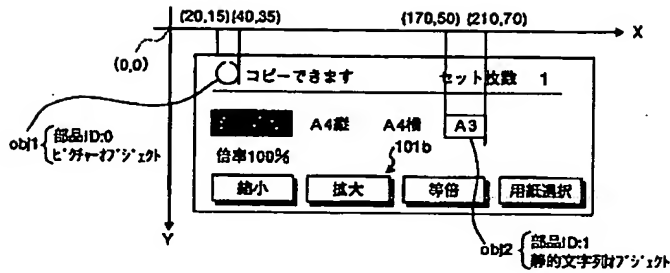 (20,15) (40,35) (170,50) (210,70)
X
(0,0)
コピーできます セット枚数 1
A4縦 A4横 A3
obj1 部品ID:0
ピクチャーオブジェクト
倍率100% 101b
縮小 拡大 等倍 用紙選択
Y
obj2 部品ID:1
静的文字列オブジェクト